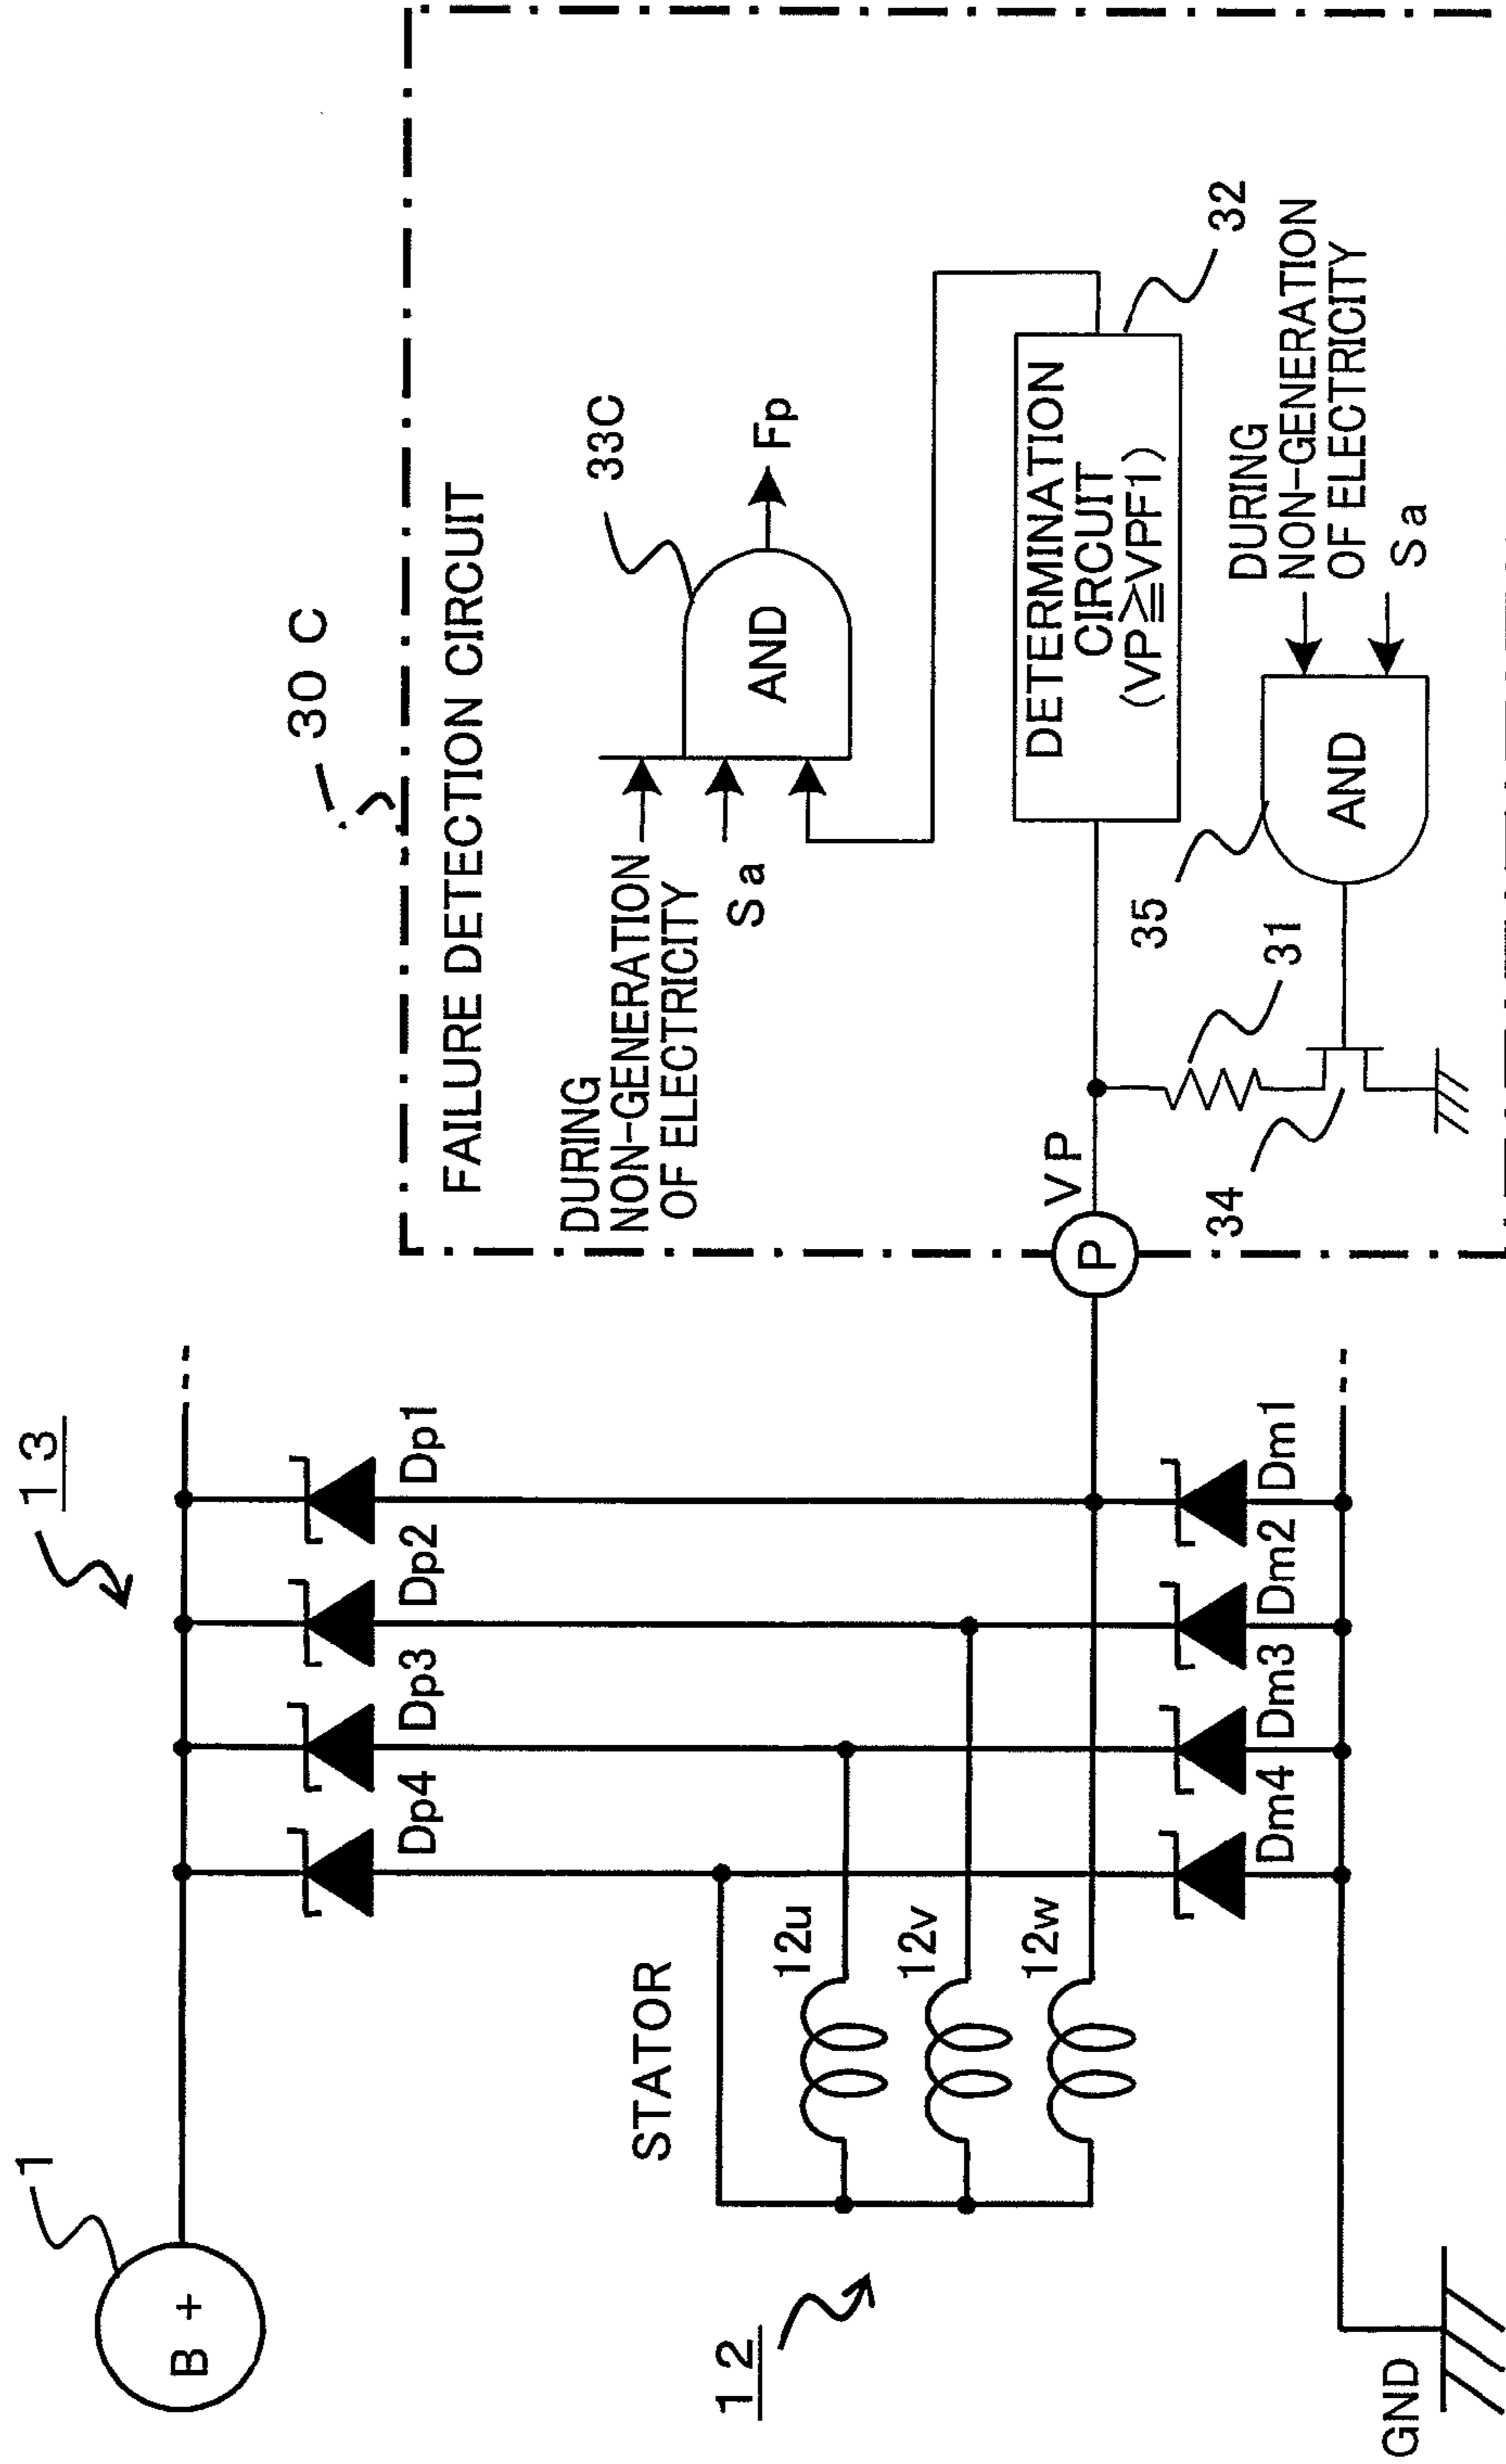 1
B +
13
Dp4
Dp3
Dp2
Dp1
STATOR
12u
12v
12w
12
Dm4
Dm3
Dm2
Dm1
GND
30 C
FAILURE DETECTION CIRCUIT
DURING
NON-GENERATION
OF ELECTRICITY
Sa
33C
AND
Fp
P
VP
DETERMINATION
CIRCUIT
(VP≧VPF1)
32
31
34
35
AND
DURING
NON-GENERATION
OF ELECTRICITY
Sa